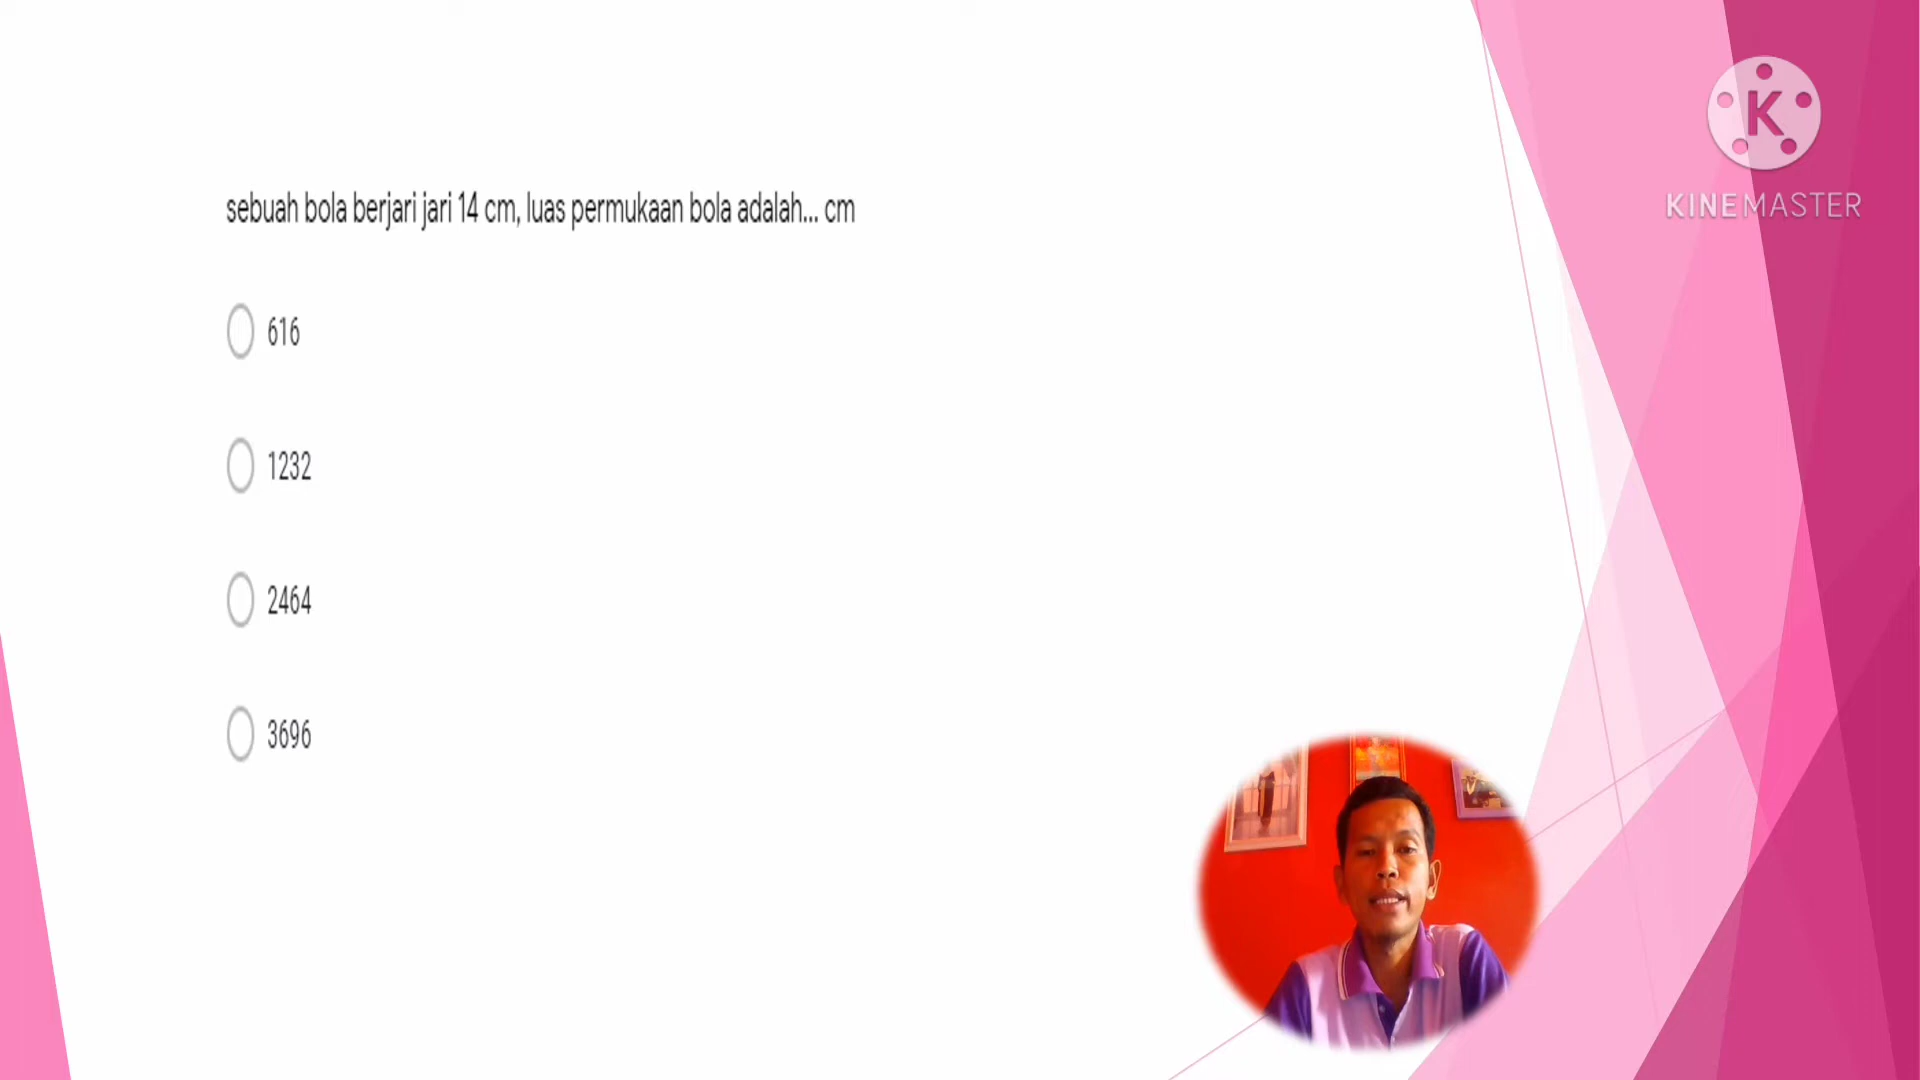 K
KINEMASTER
sebuah bola berjari jari 14 cm, luas permukaan bola adalah... cm
616
1232
2464
3696